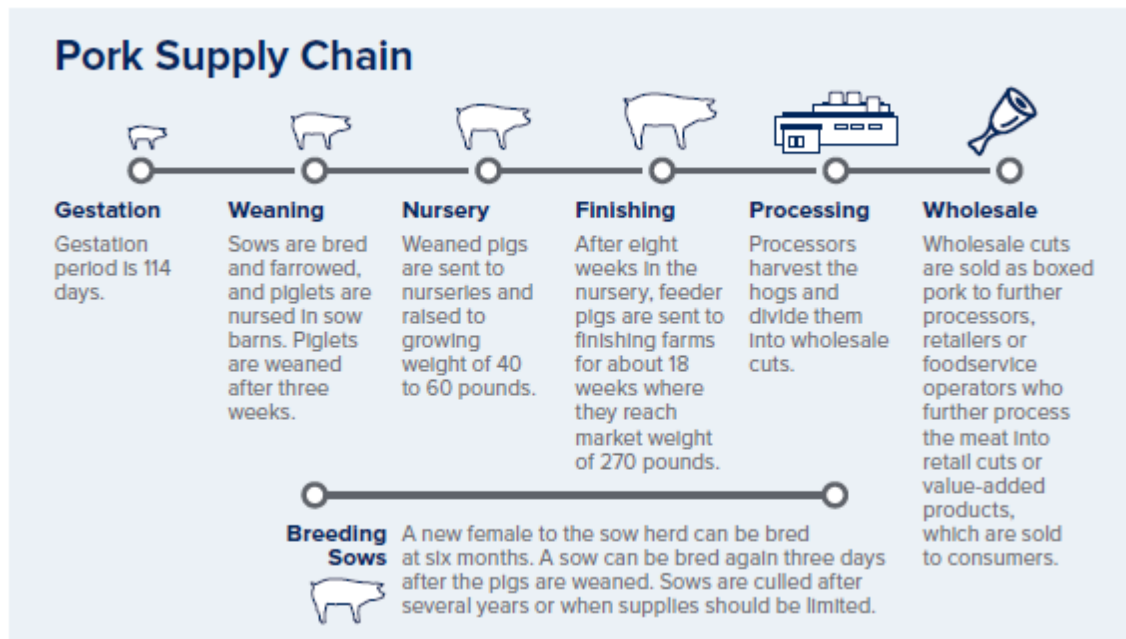 Pork Supply Chain
Gestation
Gestation
period is 114
days.
Weaning
Sows are bred
and farrowed,
and piglets are
nursed in sow
barns. Piglets
are weaned
after three
weeks.
Nursery
Weaned pigs
are sent to
nurseries and
raised to
growing
weight of 40
to 60 pounds.
Finishing
After eight
weeks in the
nursery, feeder
pigs are sent to
finishing farms
for about 18
weeks where
they reach
market weight
of 270 pounds.
Processing
Processors
harvest the
hogs and
divide them
into wholesale
cuts.
Wholesale
Wholesale cuts
are sold as boxed
pork to further
processors,
retailers or
foodservice
operators who
further process
the meat into
retail cuts or
value-added
products,
which are sold
to consumers.
Breeding
Sows
A new female to the sow herd can be bred
at six months. A sow can be bred again three days
after the pigs are weaned. Sows are culled after
several years or when supplies should be limited.